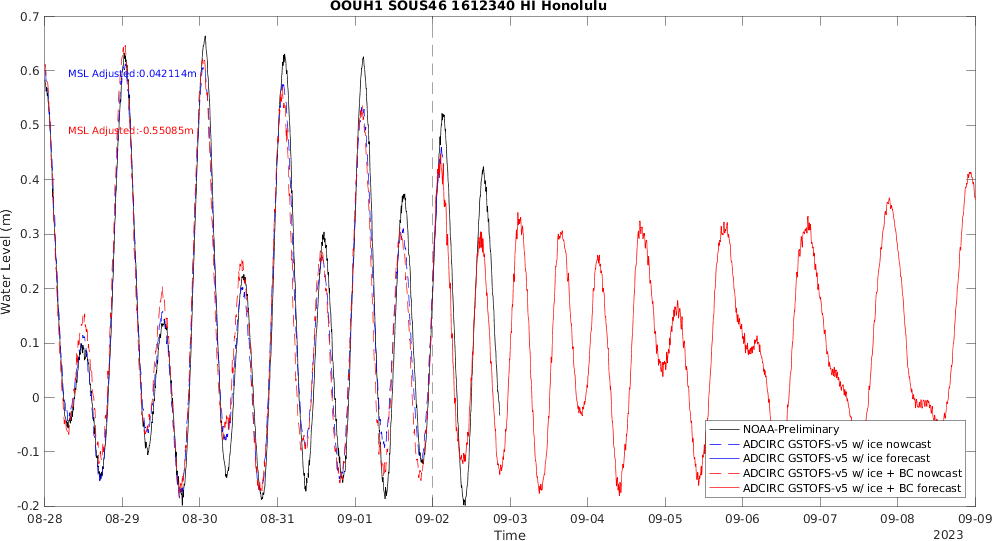 OOUH1 SOUS46 1612340 HI Honolulu
0.7
0.6
0.5
0.4
0.3
0.2
0.1
0
-0.1
-0.2
Water Level (m)
MSL Adjusted:0.042114m
MSL Adjusted:-0.55085m
NOAA-Preliminary
ADCIRC GSTOFS-v5 w/ ice nowcast
ADCIRC GSTOFS-v5 w/ ice forecast
ADCIRC GSTOFS-v5 w/ ice + BC nowcast
ADCIRC GSTOFS-v5 w/ ice + BC forecast
08-28 08-29 08-30 08-31 09-01 09-02 09-03 09-04 09-05 09-06 09-07 09-08 09-09
Time
2023